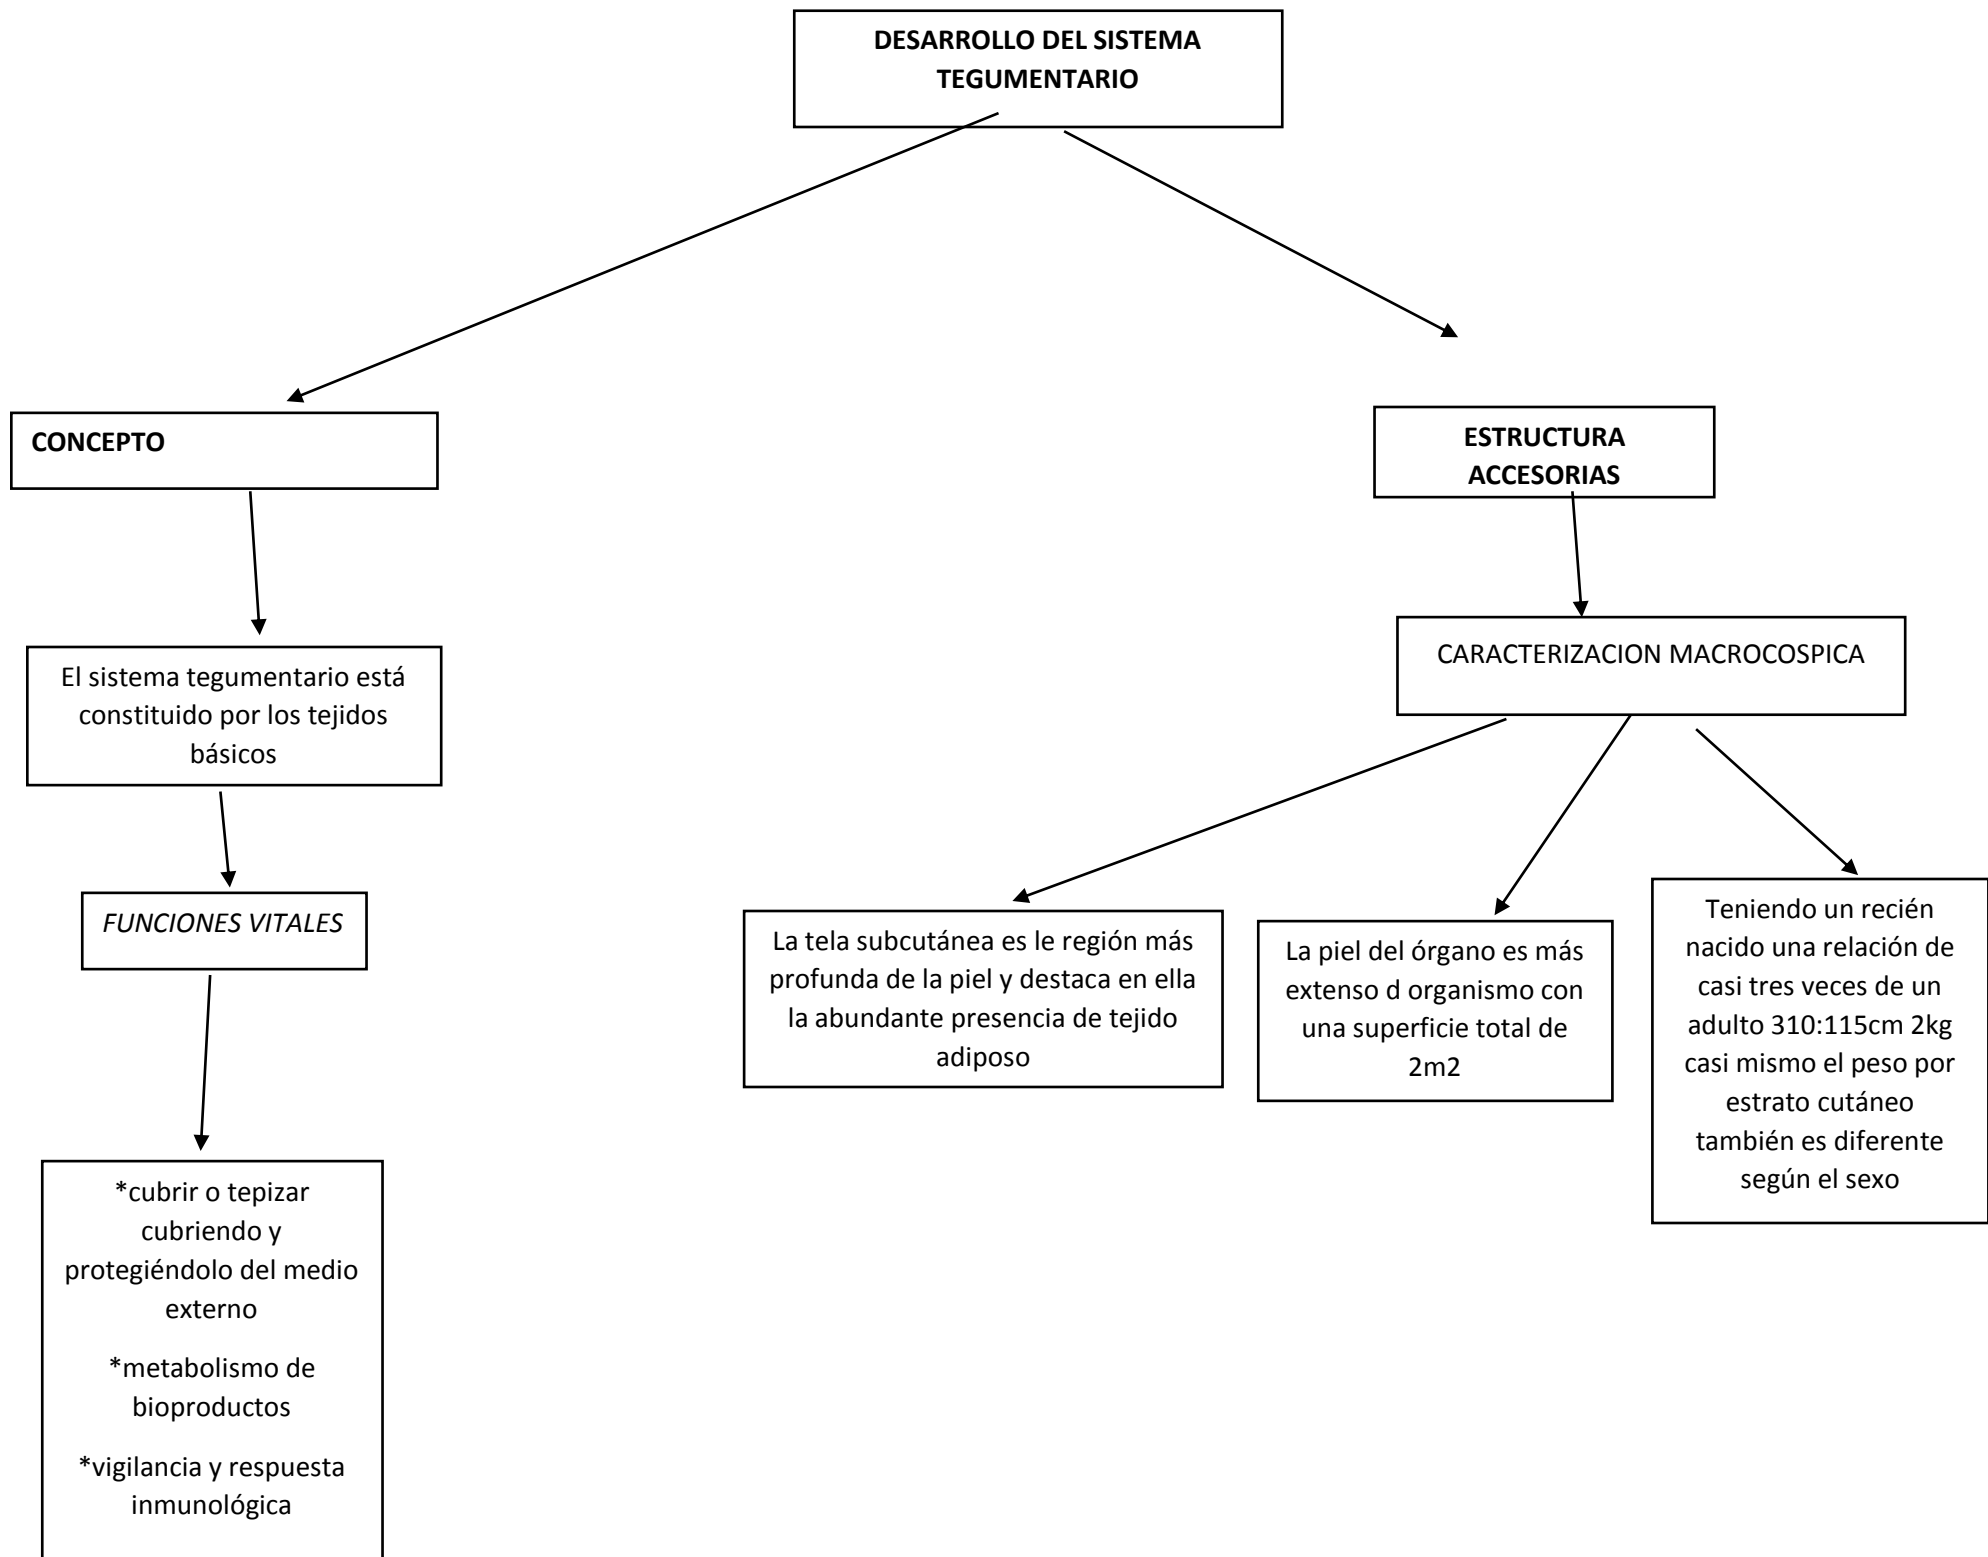 DESARROLLO DEL SISTEMA
TEGUMENTARIO
CONCEPTO
ESTRUCTURA
ACCESORIAS
El sistema tegumentario está
constituido por los tejidos
básicos
CARACTERIZACION MACROCOSPICA
FUNCIONES VITALES
La tela subcutánea es le región más
profunda de la piel y destaca en ella
la abundante presencia de tejido
adiposo
La piel del órgano es más
extenso d organismo con
una superficie total de
2m2
Teniendo un recién
nacido una relación de
casi tres veces de un
adulto 310:115cm 2kg
casi mismo el peso por
estrato cutáneo
también es diferente
según el sexo
*cubrir o tepizar
cubriendo y
protegiéndolo del medio
externo
*metabolismo de
bioproductos
*vigilancia y respuesta
inmunológica